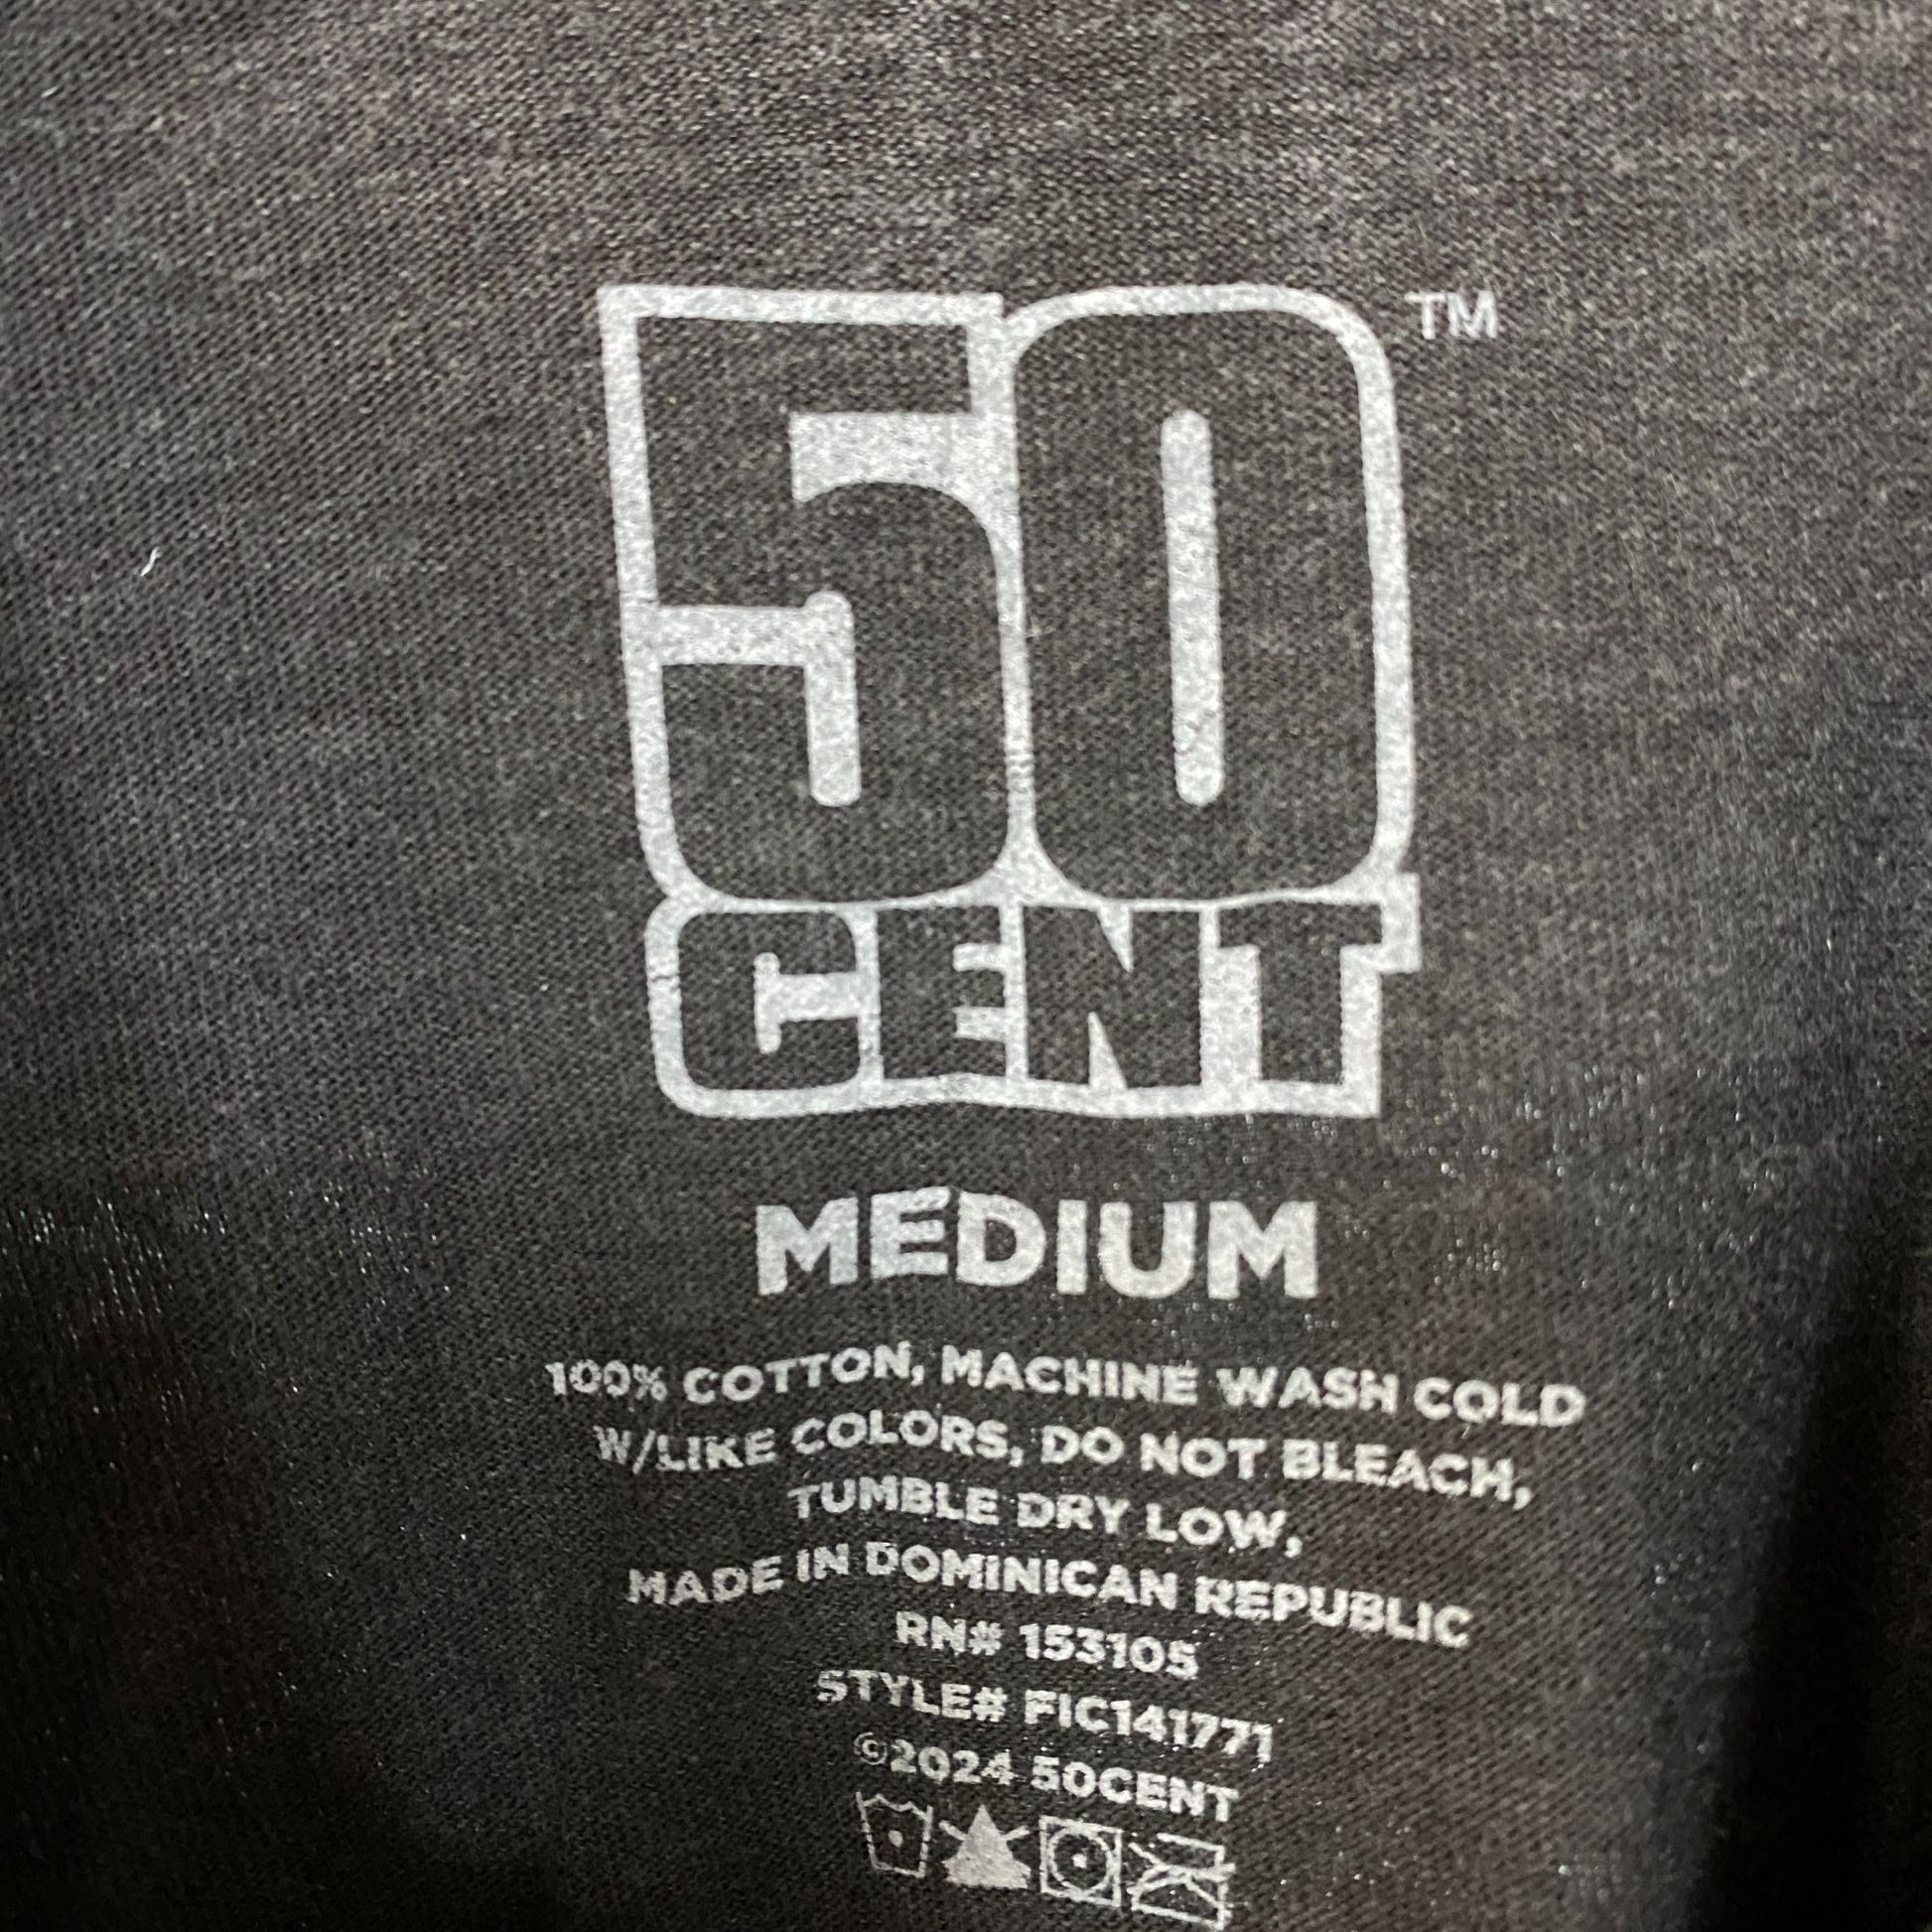 50 TM
CENT
MEDIUM
100% COTTON, MACHINE WASH COLD
W/LIKE COLORS, DO NOT BLEACH,
TUMBLE DRY LOW,
MADE IN DOMINICAN REPUBLIC
RN# 153105
STYLE# FIC141771
©2024 50CENT